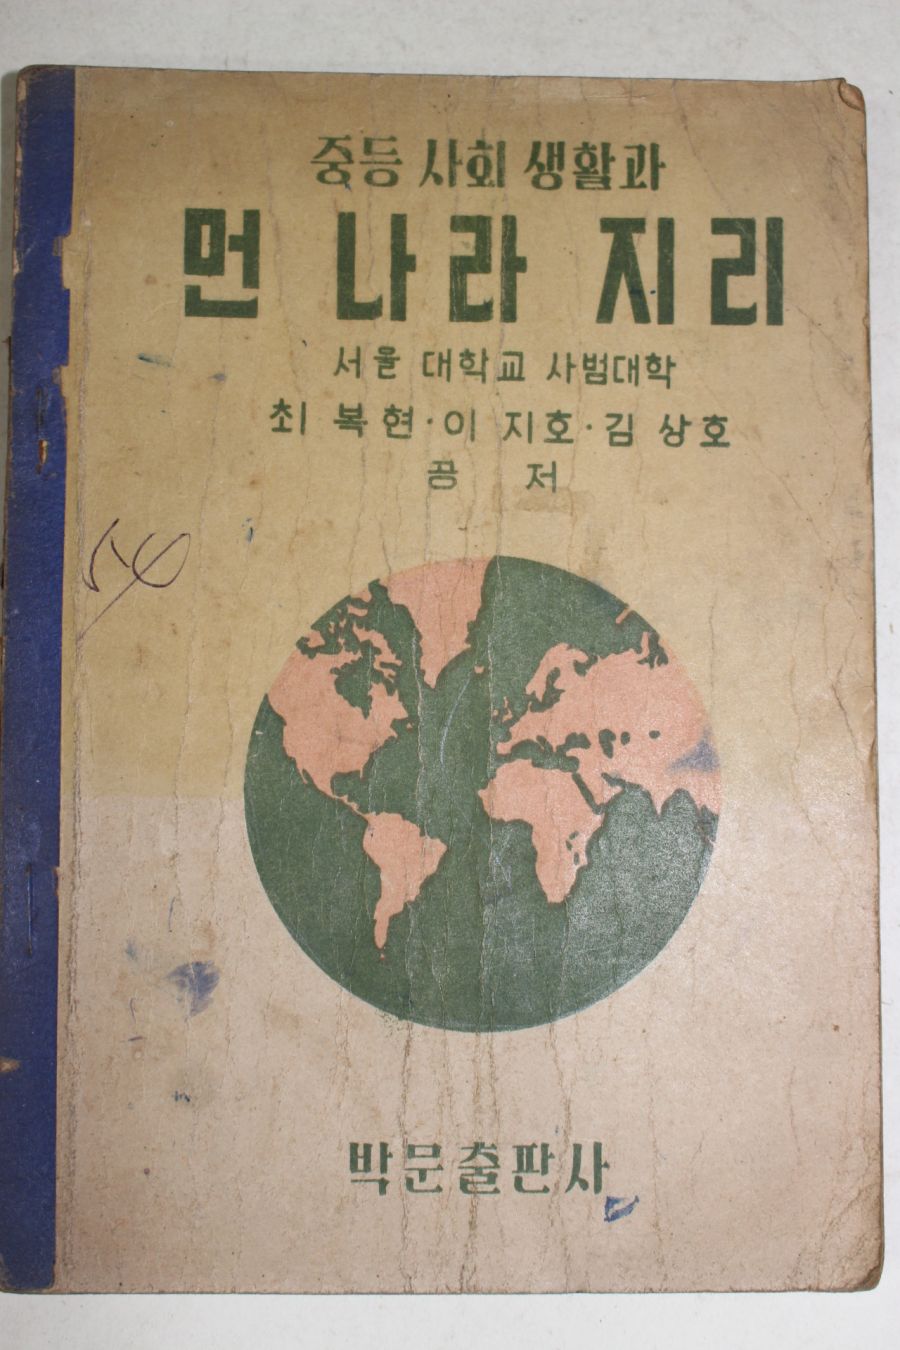 중등 사회 생활과
먼 나라 지리
서울 대학교 사범대학
최 복현·이 지호·김 상호
공 저
박문출판사